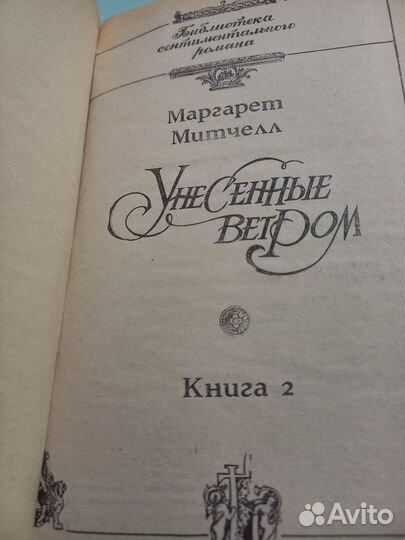 Библиотека
сентиментального
романа
Маргарет
Митчелл
Унесенные
ветром
Книга 2
Avito